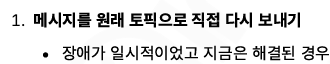 1. 메시지를 원래 토픽으로 직접 다시 보내기
• 장애가 일시적이었고 지금은 해결된 경우